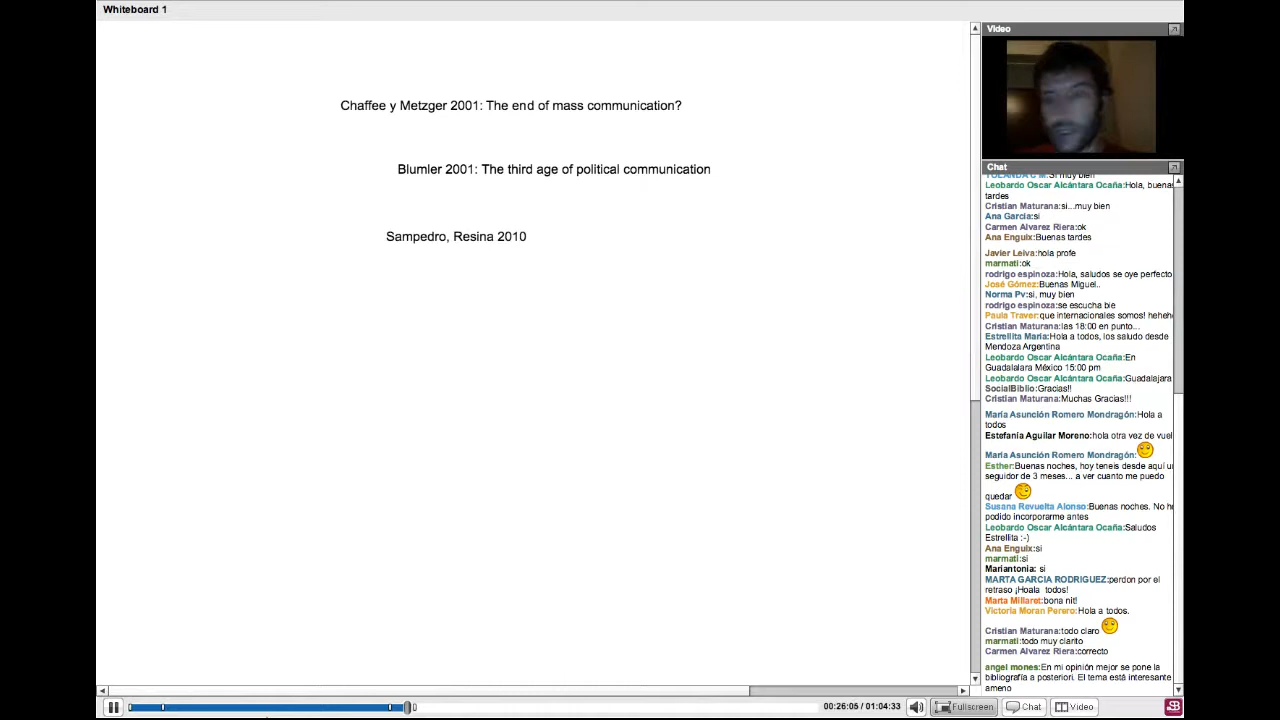 Whiteboard 1
Chaffee y Metzger 2001: The end of mass communication?
Blumler 2001: The third age of political communication
Sampedro, Resina 2010
Video
Chat
YOLANDA C M:Si muy bien
Leobardo Oscar Alcántara Ocaña:Hola, buenas
tardes
Cristian Maturana:si...muy bien
Ana Garcia:si
Carmen Alvarez Riera:ok
Ana Enguix:Buenas tardes
Javier Leiva:hola profe
marmati:ok
rodrigo espinoza:Hola, saludos se oye perfecto
José Gómez:Buenas Miguel..
Norma Pv:si, muy bien
rodrigo espinoza:se escucha bie
Paula Traver:que internacionales somos! hehehe
Cristian Maturana:las 18:00 en punto...
Estrellita María:Hola a todos, los saludo desde
Mendoza Argentina
Leobardo Oscar Alcántara Ocaña:En
Guadalalara México 15:00 pm
Leobardo Oscar Alcántara Ocaña:Guadalajara
SocialBiblio:Gracias!!
Cristian Maturana:Muchas Gracias!!!
María Asunción Romero Mondragón:Hola a
todos
Estefanía Aguilar Moreno:hola otra vez de vuel
María Asunción Romero Mondragón:
Esther:Buenas noches, hoy teneis desde aquí un
seguidor de 3 meses... a ver cuanto me puedo
quedar
Susana Revuelta Alonso:Buenas noches. No he
podido incorporarme antes
Leobardo Oscar Alcántara Ocaña:Saludos
Estrellita :-)
Ana Enguix:si
marmati:si
Mariantonia: si
MARTA GARCIA RODRIGUEZ:perdon por el
retraso ¡Hoala todos!
Marta Millaret:bona nit!
Victoria Moran Perero:Hola a todos.
Cristian Maturana:todo claro
marmati:todo muy clarito
Carmen Alvarez Riera:correcto
angel mones:En mi opinión mejor se pone la
bibliografía a posteriori. El tema está interesante
ameno
00:26:05 / 01:04:33
Fullscreen
Chat
Video
SB